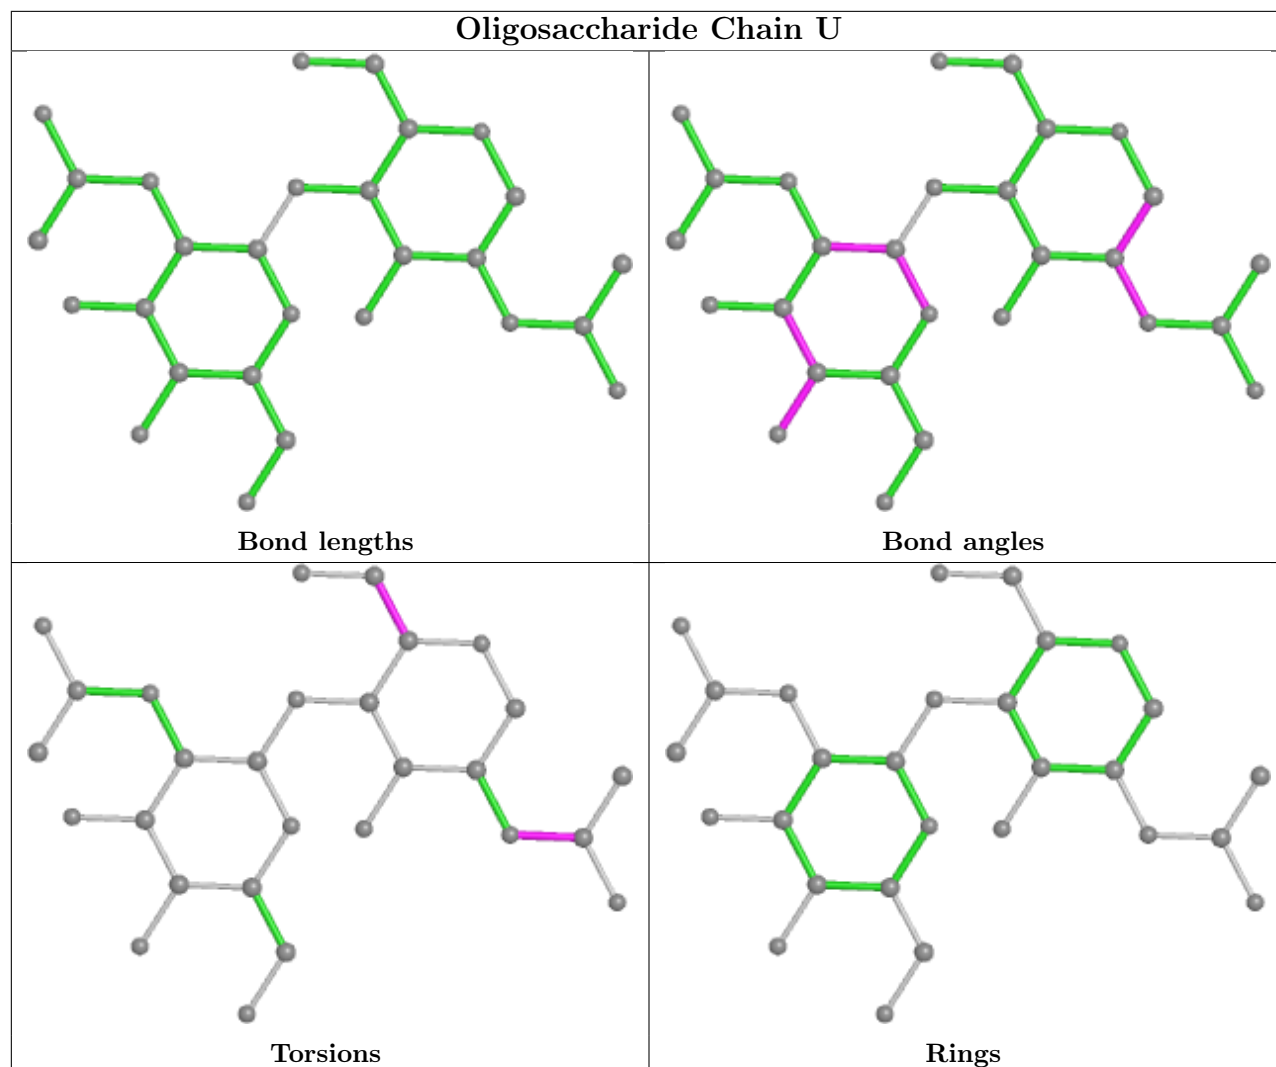 Oligosaccharide Chain U
Bond lengths
Bond angles
Torsions
Rings